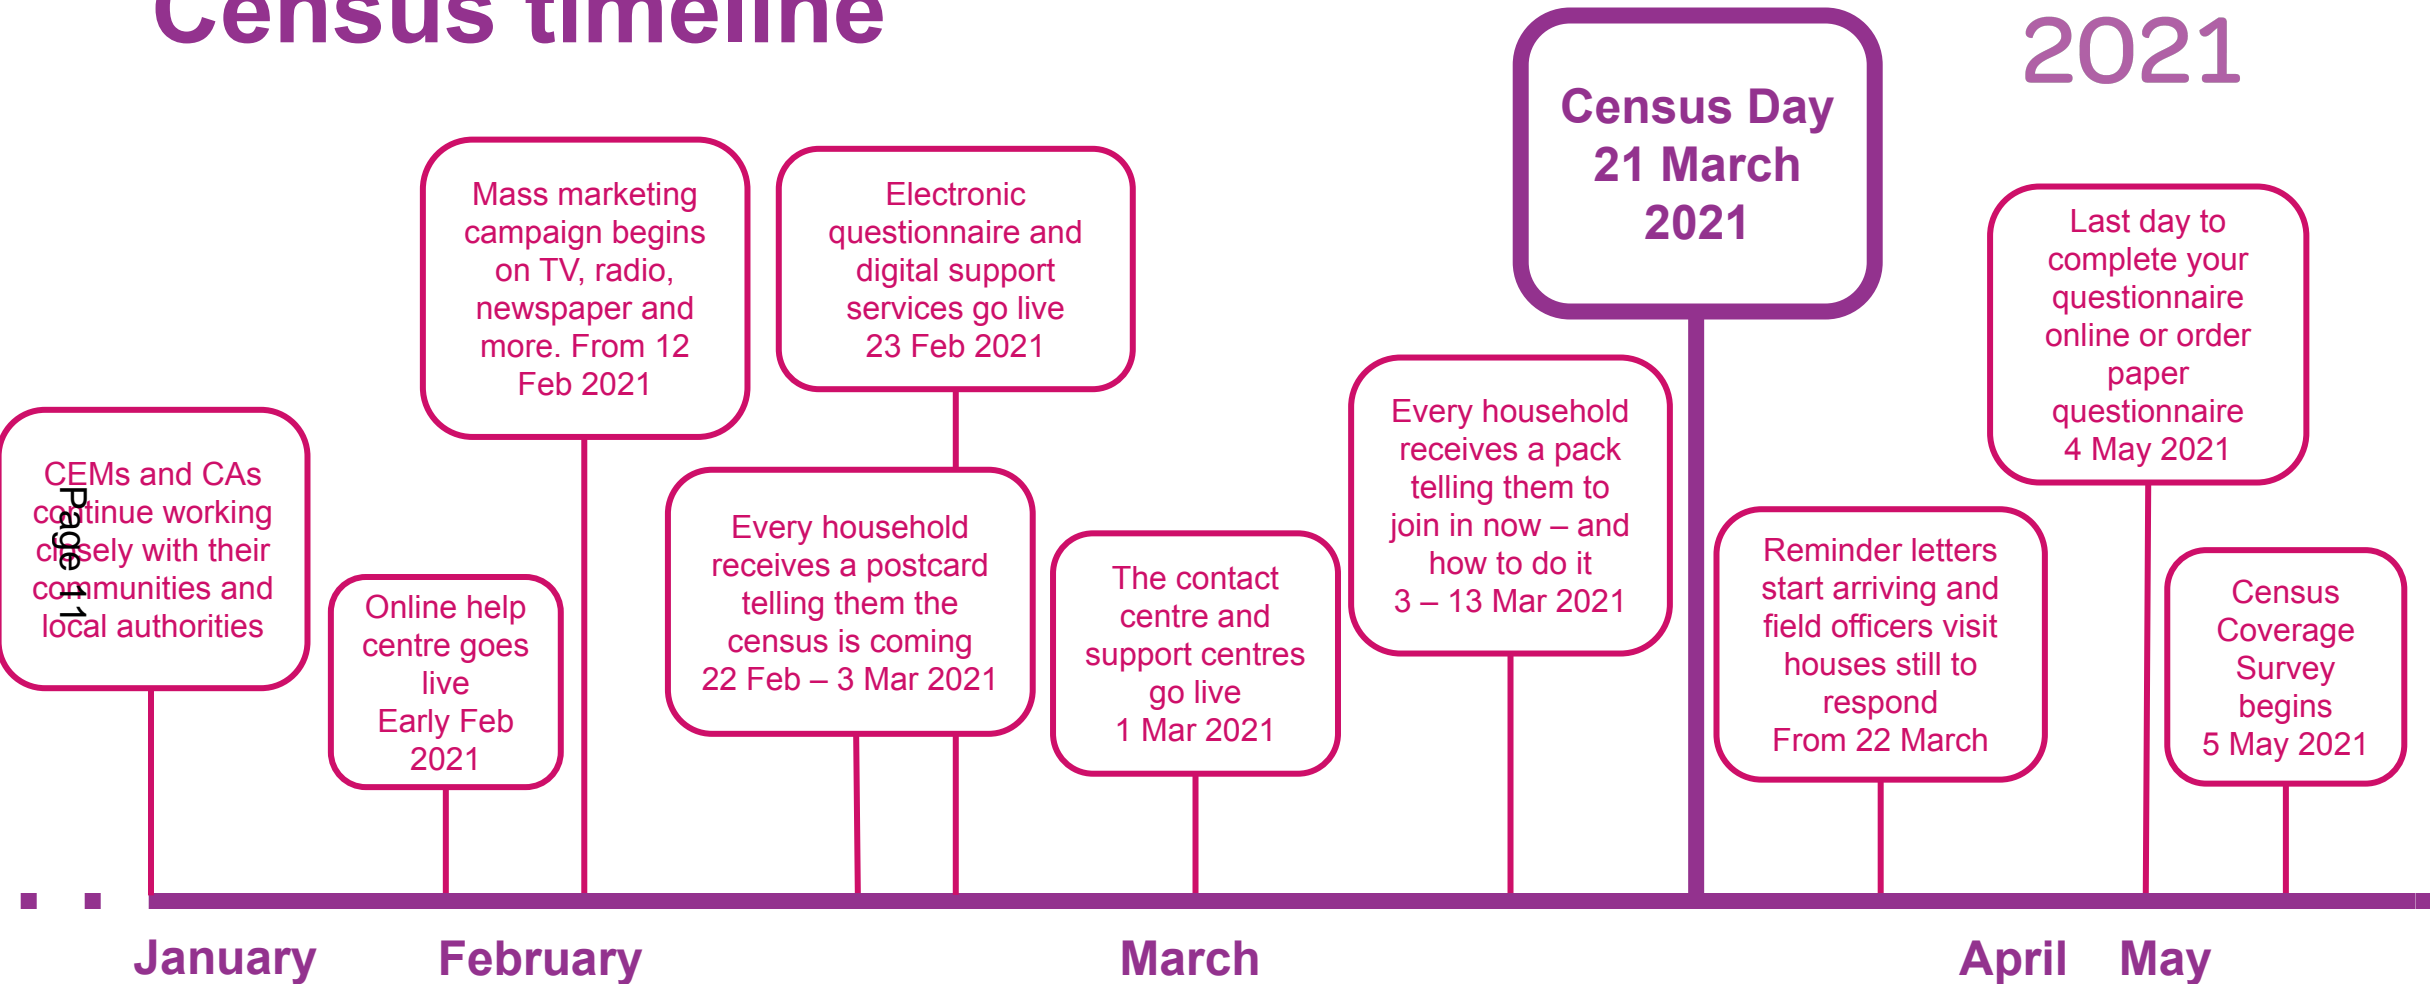 Census timeline
2021
CEMs and CAs
continue working
closely with their
communities and
local authorities
Page 11
Online help
centre goes
live
Early Feb
2021
Mass marketing
campaign begins
on TV, radio,
newspaper and
more. From 12
Feb 2021
Every household
receives a postcard
telling them the
census is coming
22 Feb – 3 Mar 2021
Electronic
questionnaire and
digital support
services go live
23 Feb 2021
The contact
centre and
support centres
go live
1 Mar 2021
Every household
receives a pack
telling them to
join in now – and
how to do it
3 – 13 Mar 2021
Census Day
21 March
2021
Reminder letters
start arriving and
field officers visit
houses still to
respond
From 22 March
Last day to
complete your
questionnaire
online or order
paper
questionnaire
4 May 2021
Census
Coverage
Survey
begins
5 May 2021
January
February
March
April
May